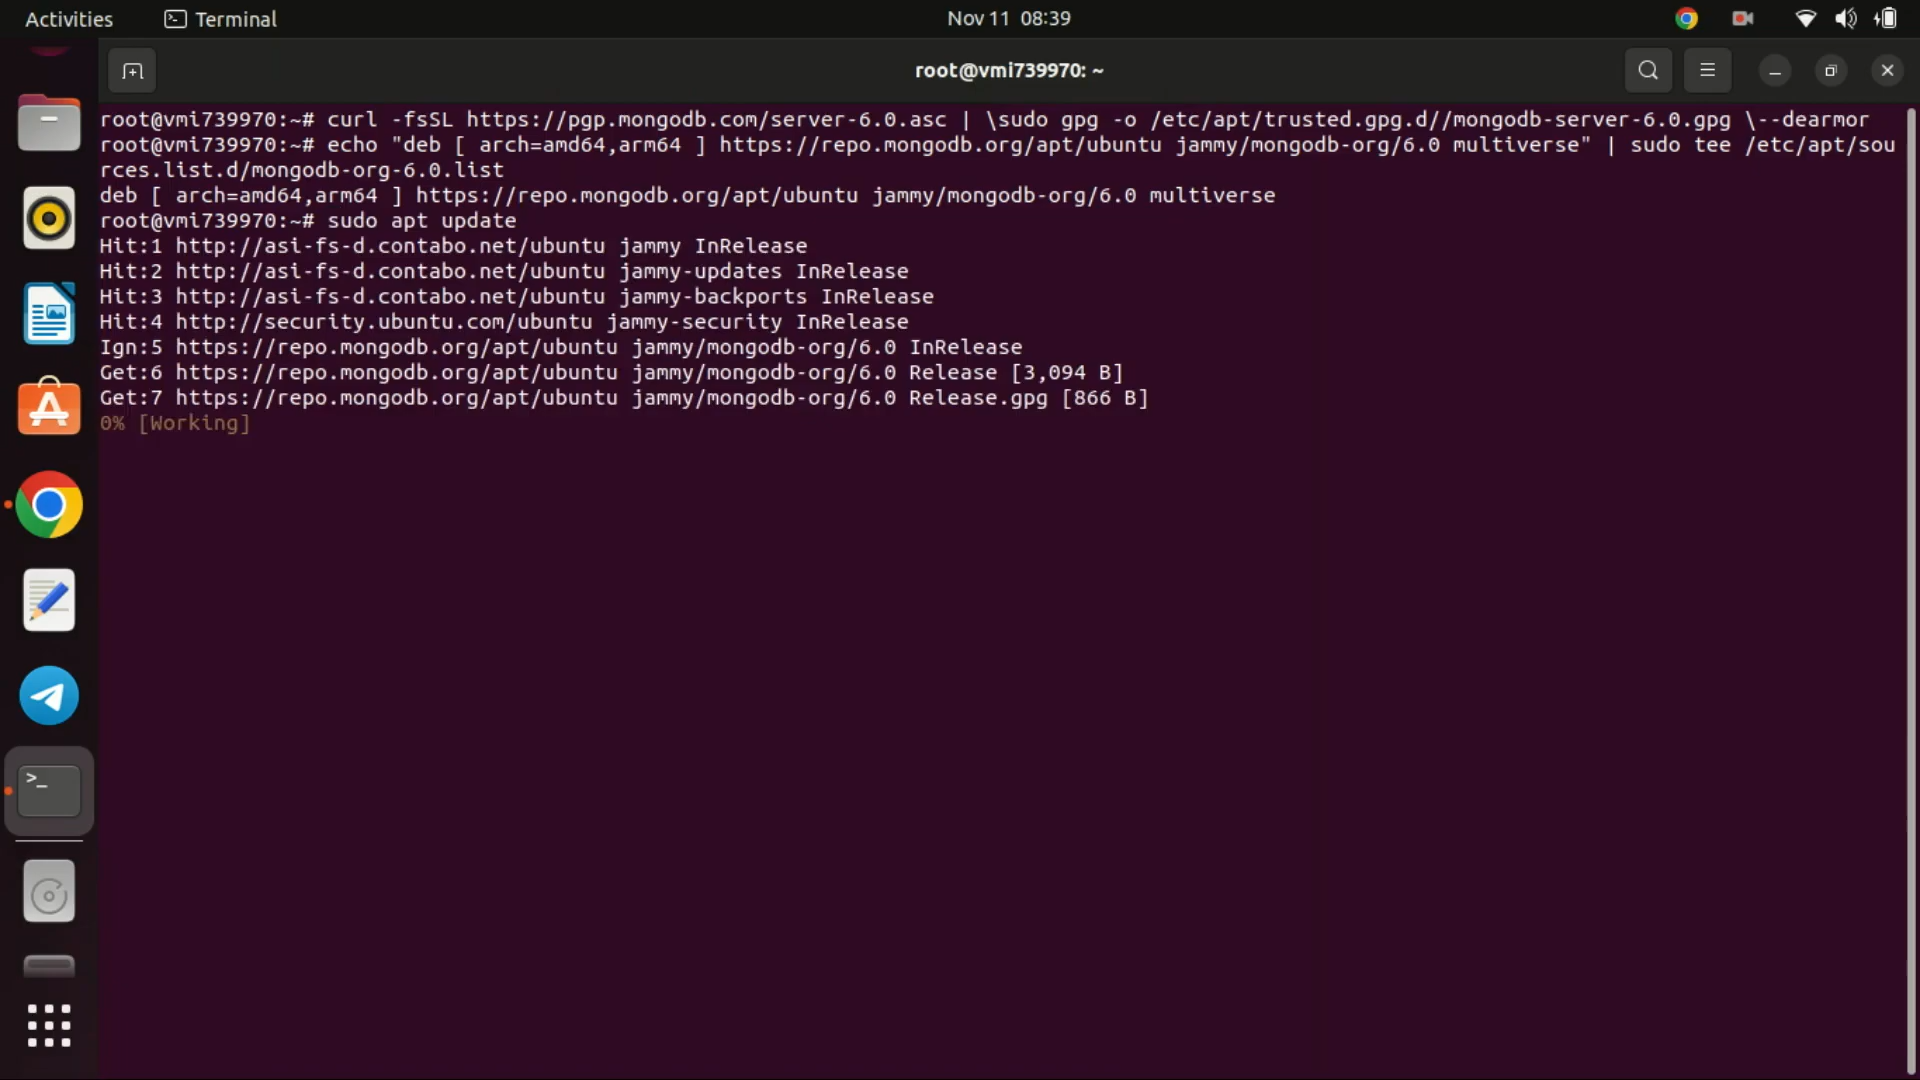 Activities Terminal Nov 11 08:39
root@vmi739970: ~
root@vmi739970:~# curl -fsSL https://pgp.mongodb.com/server-6.0.asc | \sudo gpg -o /etc/apt/trusted.gpg.d//mongodb-server-6.0.gpg \--dearmor
root@vmi739970:~# echo "deb [ arch=amd64,arm64 ] https://repo.mongodb.org/apt/ubuntu jammy/mongodb-org/6.0 multiverse" | sudo tee /etc/apt/sou
rces.list.d/mongodb-org-6.0.list
deb [ arch=amd64,arm64 ] https://repo.mongodb.org/apt/ubuntu jammy/mongodb-org/6.0 multiverse
root@vmi739970:~# sudo apt update
Hit:1 http://asi-fs-d.contabo.net/ubuntu jammy InRelease
Hit:2 http://asi-fs-d.contabo.net/ubuntu jammy-updates InRelease
Hit:3 http://asi-fs-d.contabo.net/ubuntu jammy-backports InRelease
Hit:4 http://security.ubuntu.com/ubuntu jammy-security InRelease
Ign:5 https://repo.mongodb.org/apt/ubuntu jammy/mongodb-org/6.0 InRelease
Get:6 https://repo.mongodb.org/apt/ubuntu jammy/mongodb-org/6.0 Release [3,094 B]
Get:7 https://repo.mongodb.org/apt/ubuntu jammy/mongodb-org/6.0 Release.gpg [866 B]
0% [Working]